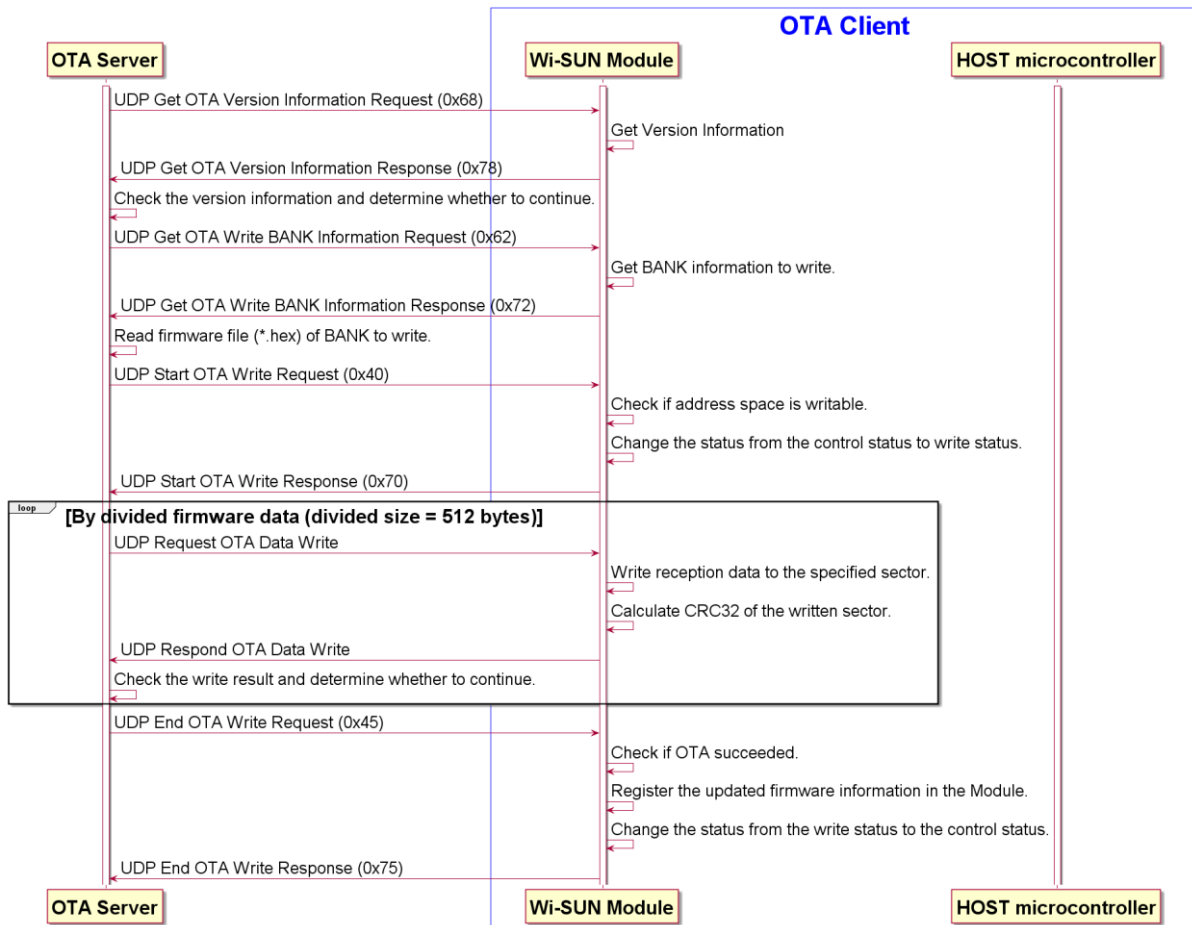 OTA Client
OTA Server
Wi-SUN Module
HOST microcontroller
UDP Get OTA Version Information Request (0x68)
Get Version Information
UDP Get OTA Version Information Response (0x78)
Check the version information and determine whether to continue.
UDP Get OTA Write BANK Information Request (0x62)
Get BANK information to write.
UDP Get OTA Write BANK Information Response (0x72)
Read firmware file (*.hex) of BANK to write.
UDP Start OTA Write Request (0x40)
Check if address space is writable.
Change the status from the control status to write status.
UDP Start OTA Write Response (0x70)
loop
[By divided firmware data (divided size = 512 bytes)]
UDP Request OTA Data Write
Write reception data to the specified sector.
Calculate CRC32 of the written sector.
UDP Respond OTA Data Write
Check the write result and determine whether to continue.
UDP End OTA Write Request (0x45)
Check if OTA succeeded.
Register the updated firmware information in the Module.
Change the status from the write status to the control status.
UDP End OTA Write Response (0x75)
OTA Server
Wi-SUN Module
HOST microcontroller